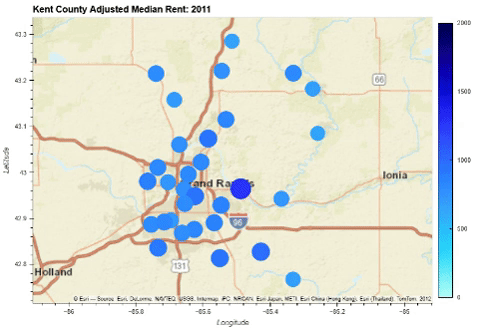 Kent County Adjusted Median Rent: 2011
2000
43.3
43.2
66
1500
43.1
1000
Latitude
43
Ionia
and Rapids
42.9
96
500
42.8
Holland
131
0
© Esri — Source: Esri, DeLorme, NAVTEQ, USGS, Intermap, iPC, NRCAN, Esri Japan, METI, Esri China (Hong Kong), Esri (Thailand), TomTom, 2012
-86
-85.8
-85.6
-85.4
-85.2
-85
Longitude